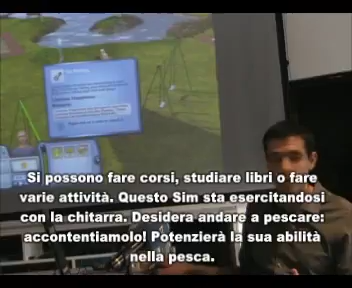 Si possono fare corsi, studiare libri o fare
varie attività. Questo Sim sta esercitandosi
con la chitarra. Desidera andare a pescare:
accontentiamolo! Potenzierà la sua abilità
nella pesca.